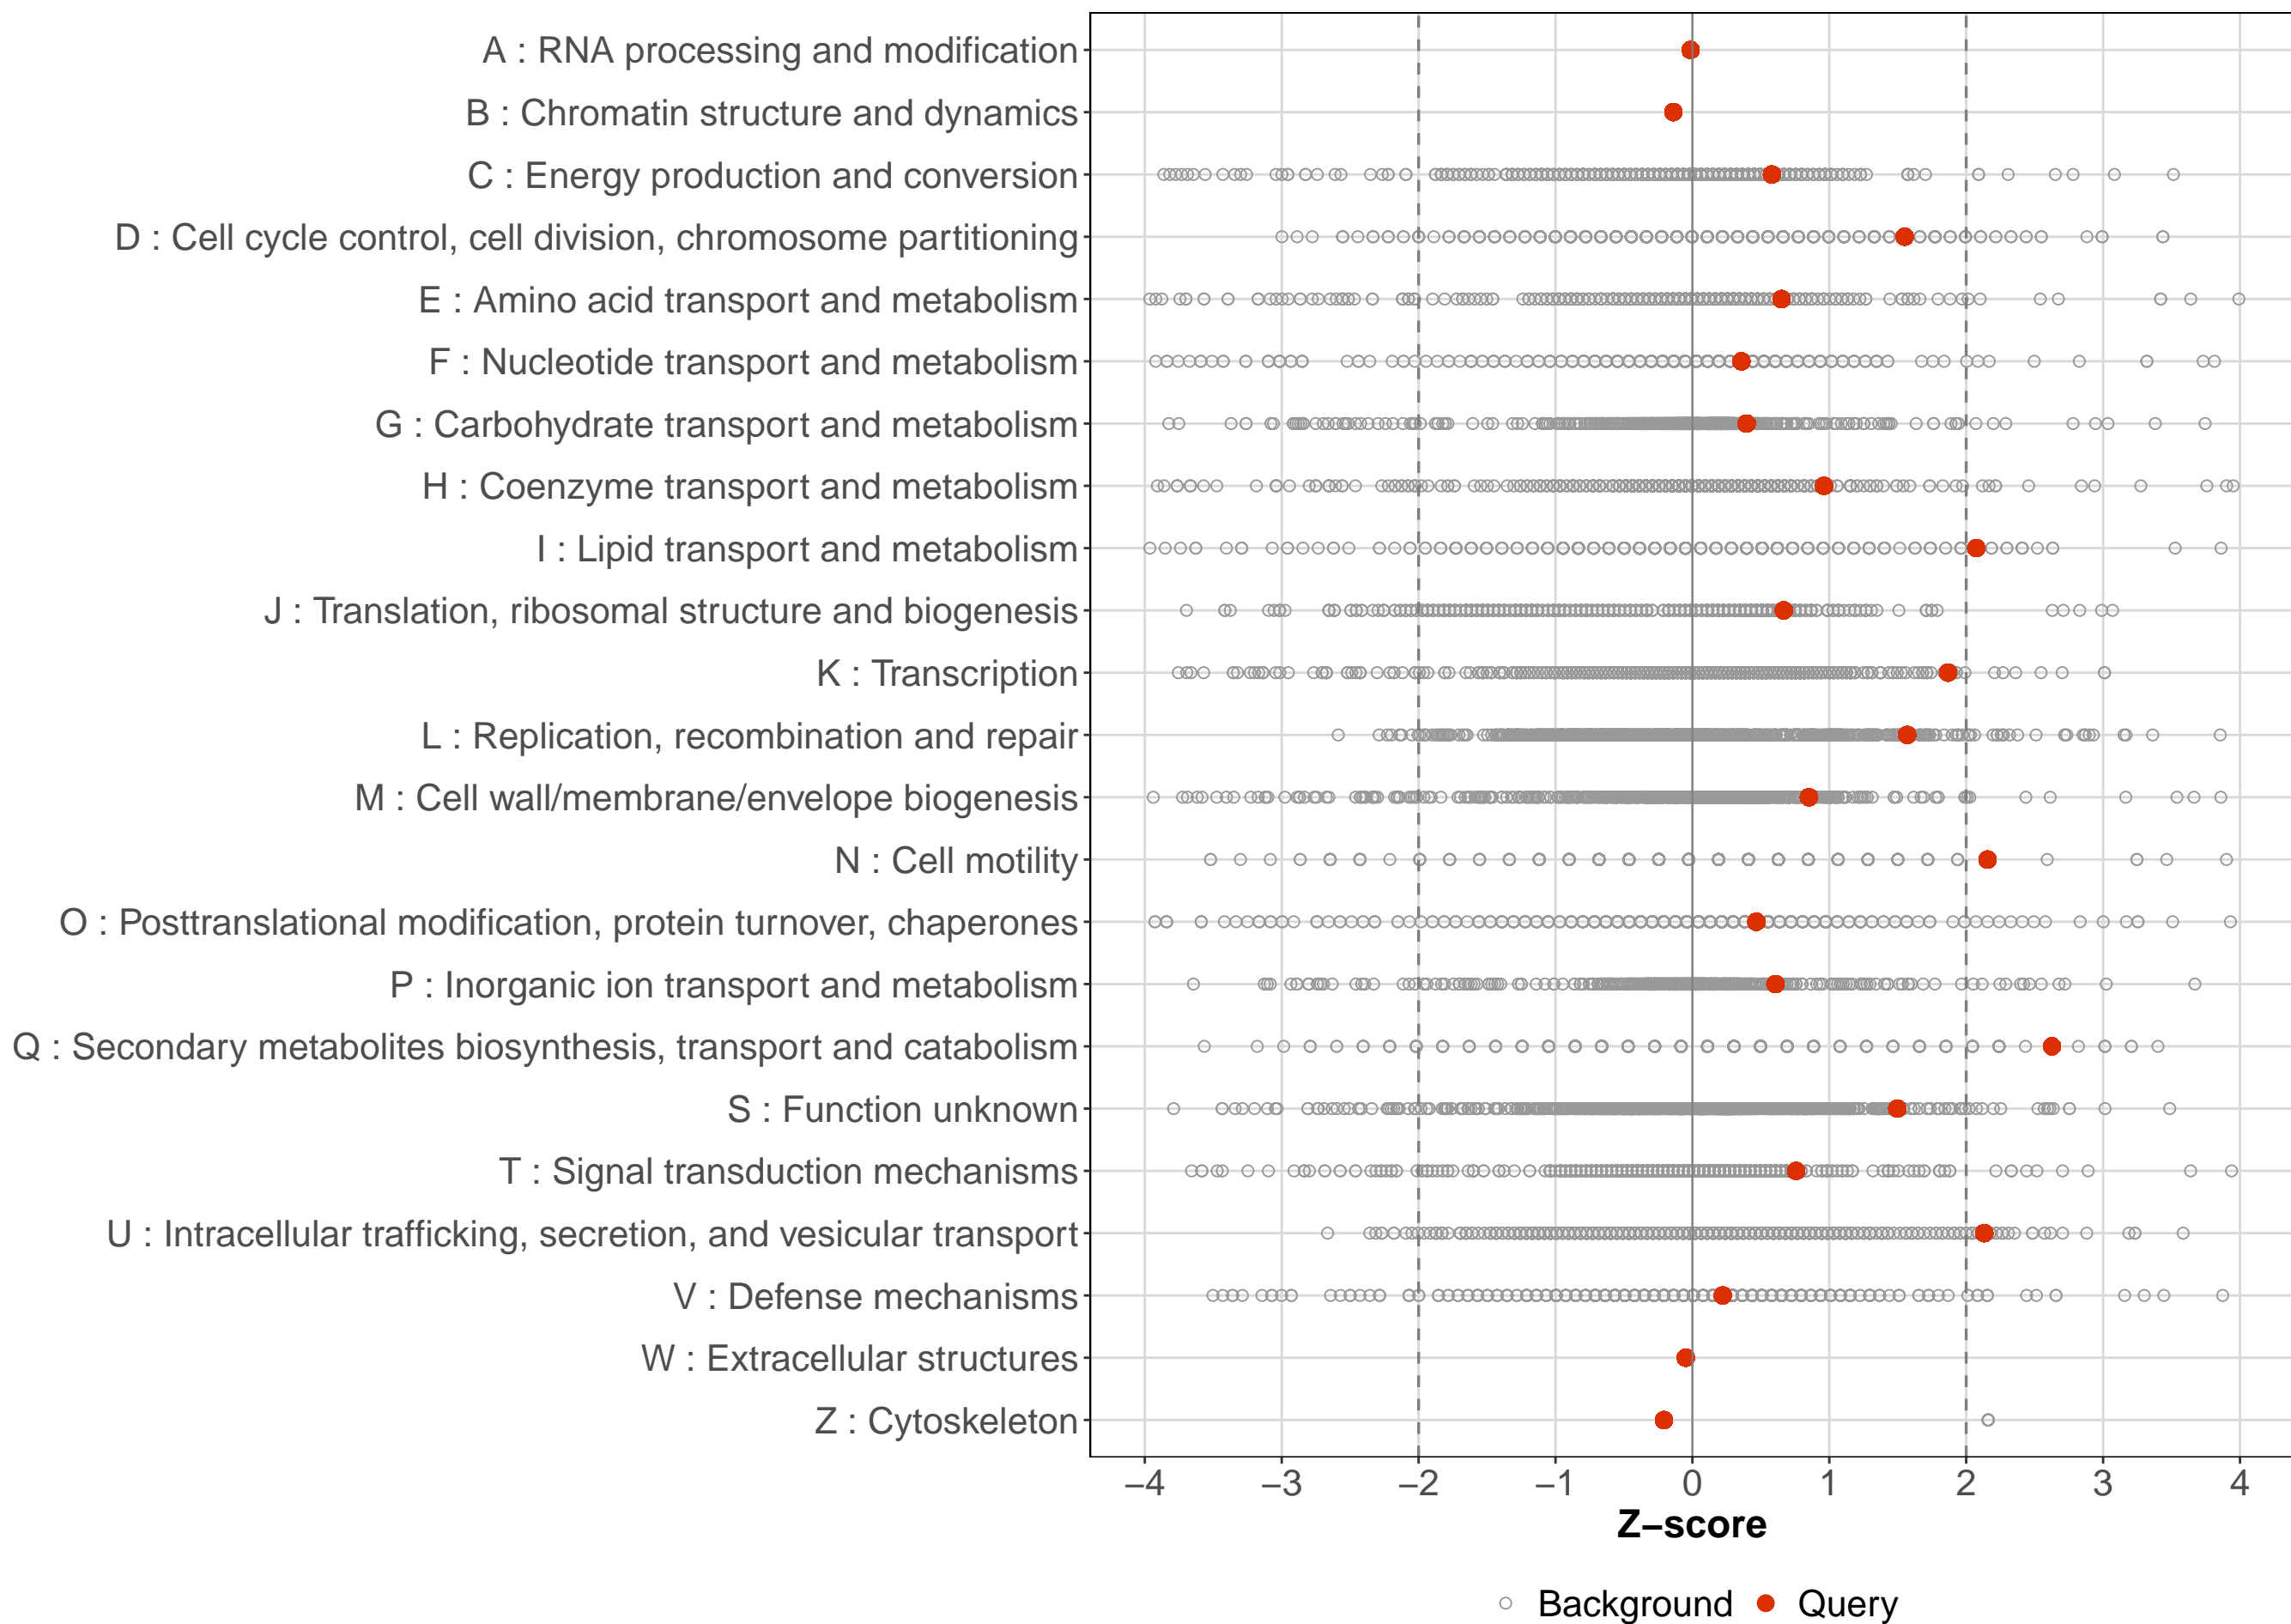 A : RNA processing and modification
B : Chromatin structure and dynamics
C : Energy production and conversion
D : Cell cycle control, cell division, chromosome partitioning
E : Amino acid transport and metabolism
F : Nucleotide transport and metabolism
G : Carbohydrate transport and metabolism
H : Coenzyme transport and metabolism
I : Lipid transport and metabolism
J : Translation, ribosomal structure and biogenesis
K : Transcription
L : Replication, recombination and repair
M : Cell wall/membrane/envelope biogenesis
N : Cell motility
O : Posttranslational modification, protein turnover, chaperones
P : Inorganic ion transport and metabolism
Q : Secondary metabolites biosynthesis, transport and catabolism
S : Function unknown
T : Signal transduction mechanisms
U : Intracellular trafficking, secretion, and vesicular transport
V : Defense mechanisms
W : Extracellular structures
Z : Cytoskeleton
−4 −3 −2 −1 0 1 2 3 4
Z−score
Background Query